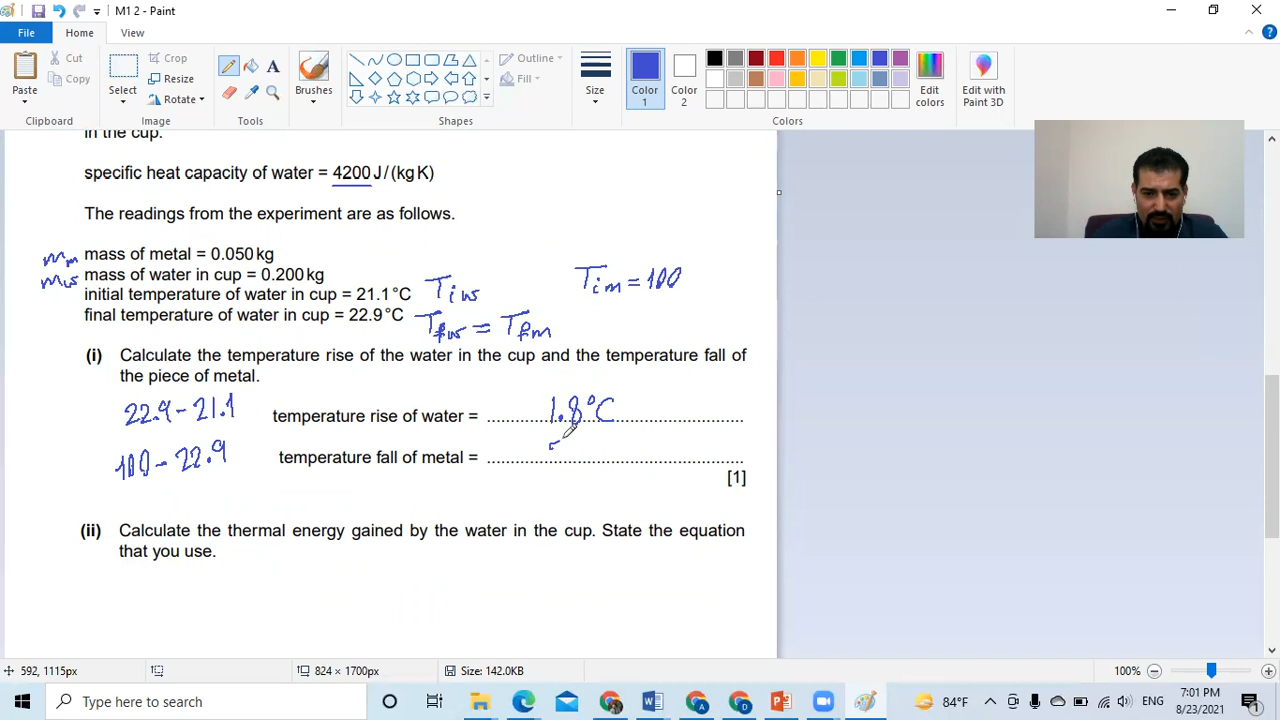 M1 2 - Paint
File
Home
View
Paste
Cut
Copy
Clipboard
Select
Crop
Resize
Rotate
Image
Tools
Brushes
Shapes
Outline
Fill
Size
Color 1
Color 2
Edit colors
Edit with Paint 3D
Colors
in the cup.
specific heat capacity of water = 4200 J/(kg K)
The readings from the experiment are as follows.
Mm mass of metal = 0.050 kg
Mw mass of water in cup = 0.200 kg
initial temperature of water in cup = 21.1 °C Tiw Tim = 100
final temperature of water in cup = 22.9 °C Tfw = Tfm
(i) Calculate the temperature rise of the water in the cup and the temperature fall of
the piece of metal.
22.9 - 21.1 temperature rise of water = 1.8°C
100 - 22.9 temperature fall of metal =
[1]
(ii) Calculate the thermal energy gained by the water in the cup. State the equation
that you use.
592, 1115px
824 × 1700px
Size: 142.0KB
100%
Type here to search
84°F
ENG
7:01 PM
8/23/2021